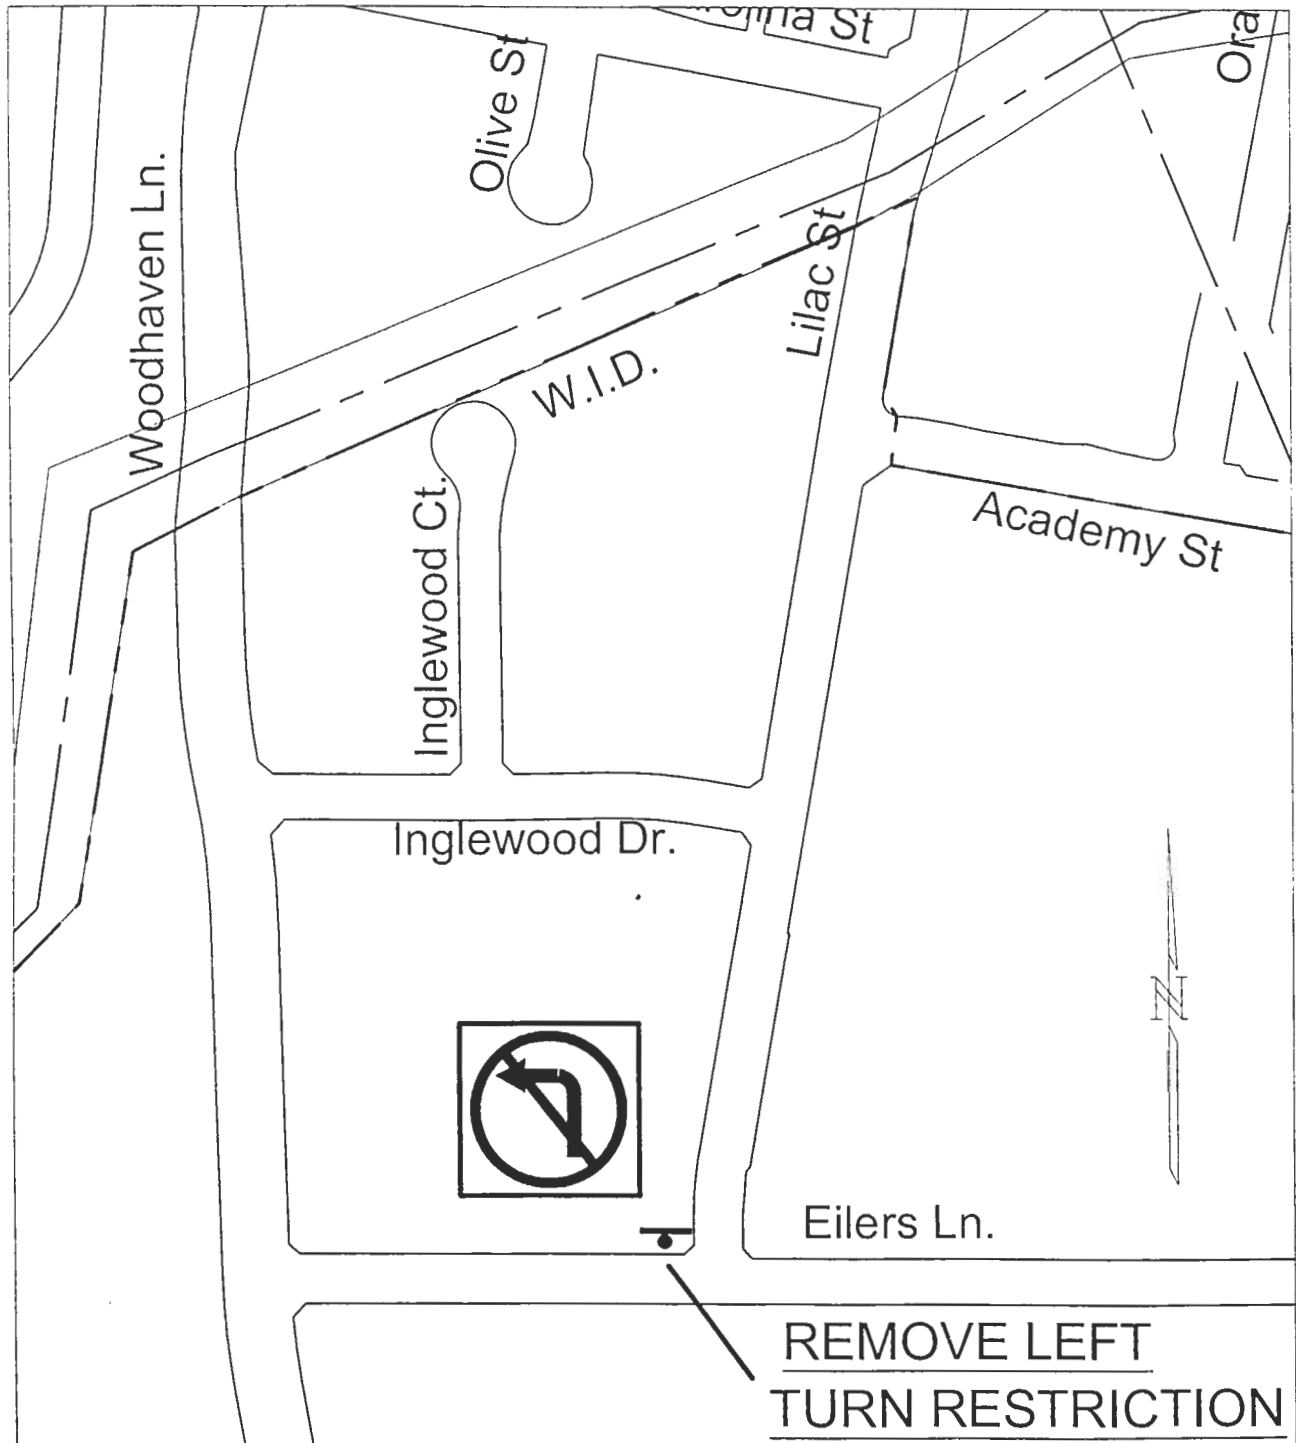 St
Olive St
Woodhaven Ln.
Lilac St
W.I.D.
Academy St
Inglewood Ct.
Inglewood Dr.
N
Eilers Ln.
REMOVE LEFT
TURN RESTRICTION